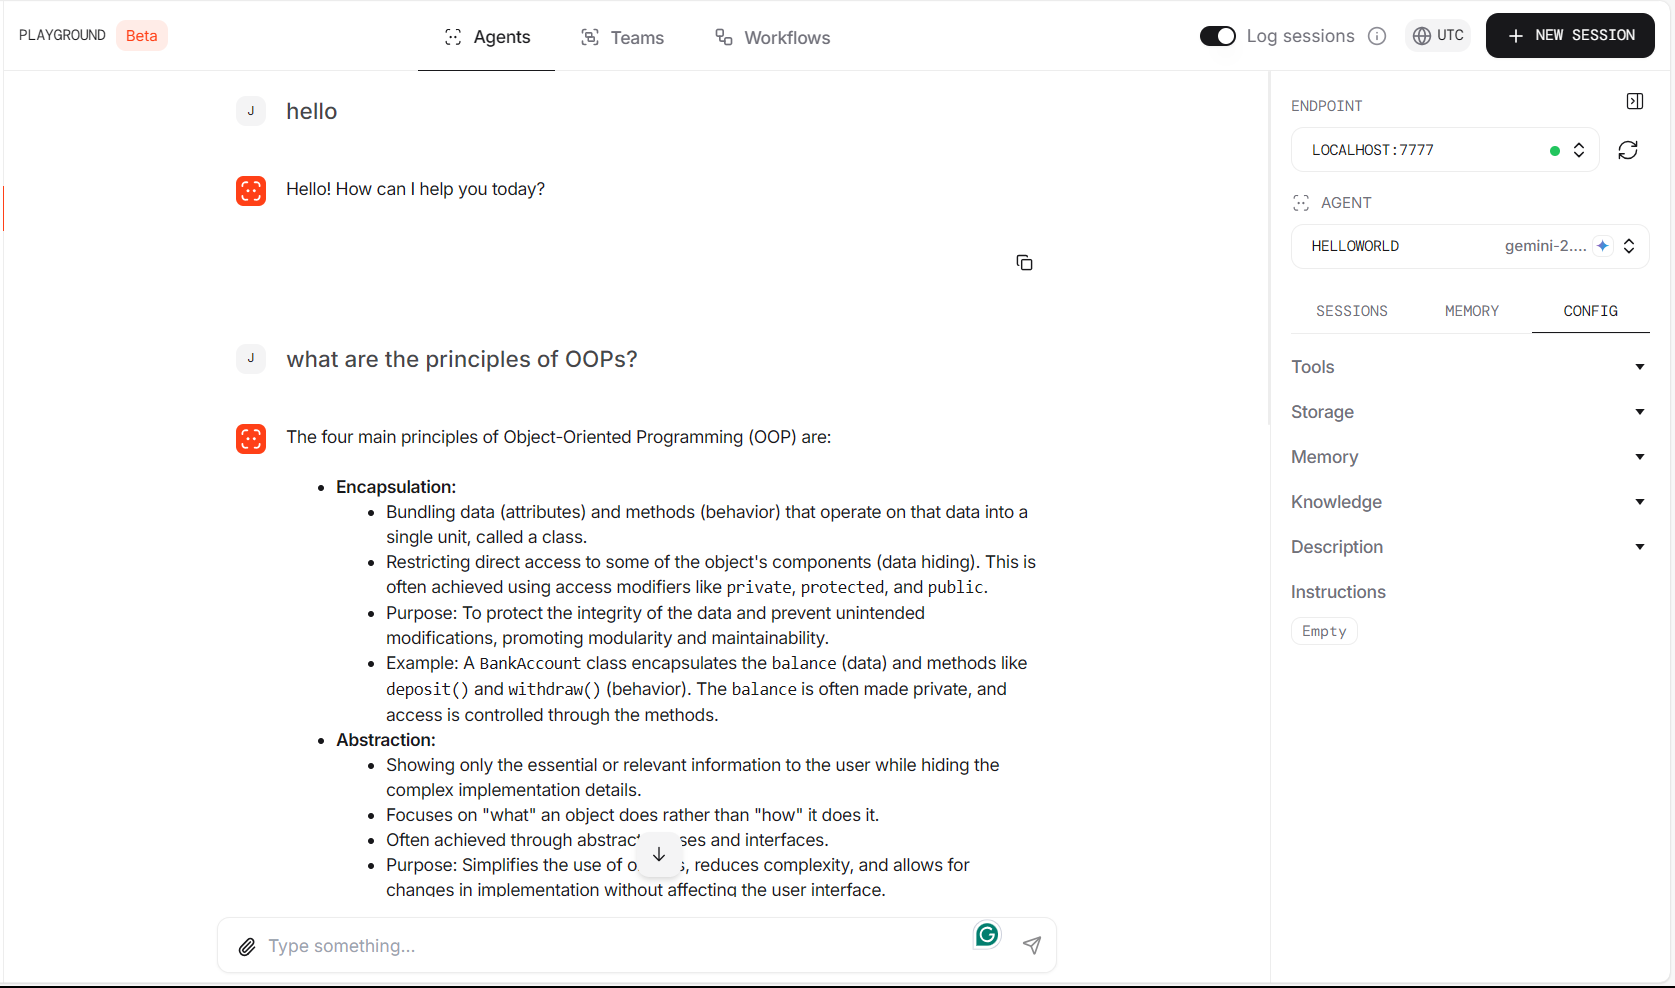 PLAYGROUND Beta
Agents Teams Workflows
Log sessions UTC NEW SESSION
J hello
Hello! How can I help you today?
J what are the principles of OOPs?
The four main principles of Object-Oriented Programming (OOP) are:
• Encapsulation:
• Bundling data (attributes) and methods (behavior) that operate on that data into a
single unit, called a class.
• Restricting direct access to some of the object's components (data hiding). This is
often achieved using access modifiers like private, protected, and public.
• Purpose: To protect the integrity of the data and prevent unintended
modifications, promoting modularity and maintainability.
• Example: A BankAccount class encapsulates the balance (data) and methods like
deposit() and withdraw() (behavior). The balance is often made private, and
access is controlled through the methods.
• Abstraction:
• Showing only the essential or relevant information to the user while hiding the
complex implementation details.
• Focuses on "what" an object does rather than "how" it does it.
• Often achieved through and interfaces.
• Purpose: Simplifies the use of reduces complexity, and allows for
changes in implementation without affecting the user interface.
Type something...
G
ENDPOINT
LOCALHOST:7777
AGENT
HELLOWORLD gemini-2....
SESSIONS MEMORY CONFIG
Tools
Storage
Memory
Knowledge
Description
Instructions
Empty